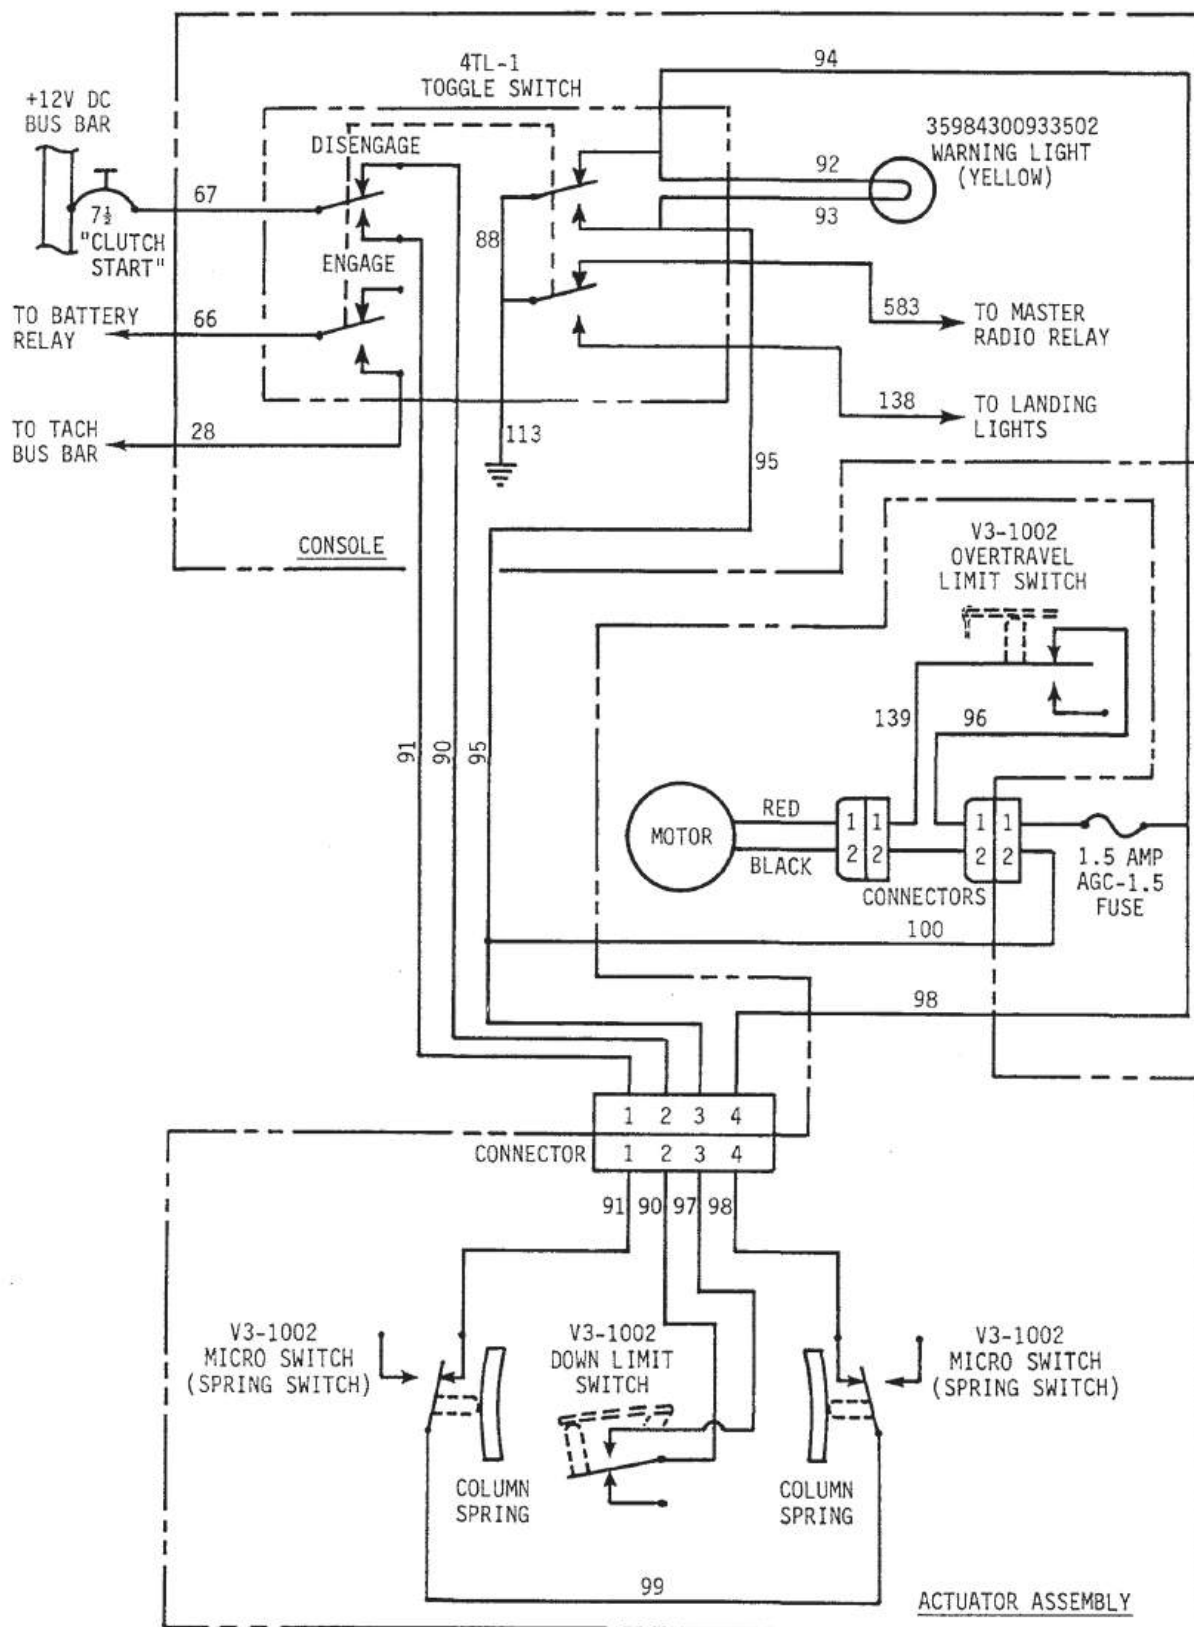 94
4TL-1
TOGGLE SWITCH
+12V DC
BUS BAR
DISENGAGE
35984300933502
WARNING LIGHT
(YELLOW)
92
67
93
7½
"CLUTCH
START"
88
ENGAGE
TO BATTERY
RELAY
66
583
TO MASTER
RADIO RELAY
138
TO LANDING
LIGHTS
TO TACH
BUS BAR
28
113
95
CONSOLE
V3-1002
OVERTRAVEL
LIMIT SWITCH
139
96
91
90
95
RED
MOTOR
1 1
2 2
1 1
2 2
BLACK
CONNECTORS
1.5 AMP
AGC-1.5
FUSE
100
98
1 2 3 4
CONNECTOR
1 2 3 4
91 90 97 98
V3-1002
MICRO SWITCH
(SPRING SWITCH)
V3-1002
DOWN LIMIT
SWITCH
V3-1002
MICRO SWITCH
(SPRING SWITCH)
COLUMN
SPRING
COLUMN
SPRING
99
ACTUATOR ASSEMBLY